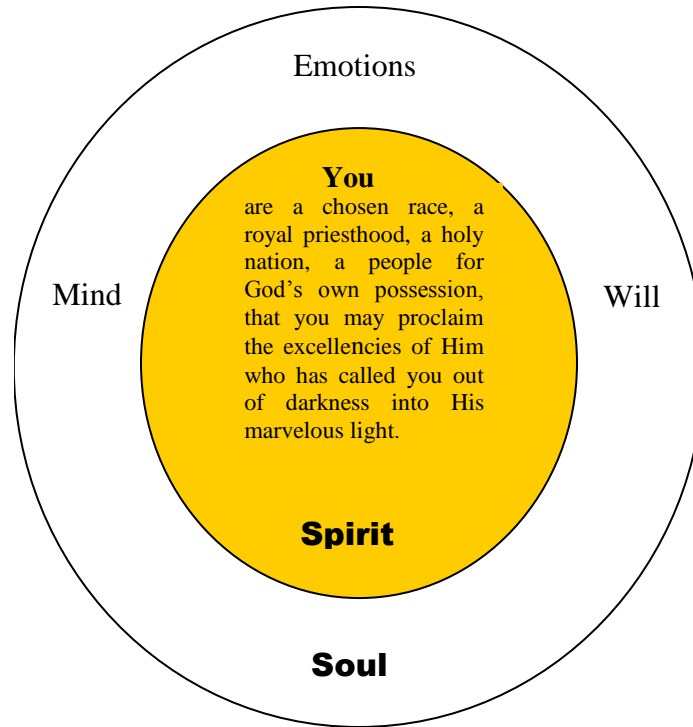 Emotions
You
are a chosen race, a
royal priesthood, a holy
nation, a people for
God's own possession,
Mind
Will
that you may proclaim
the excellencies of Him
who has called you out
of darkness into His
marvelous light.
Spirit
Soul